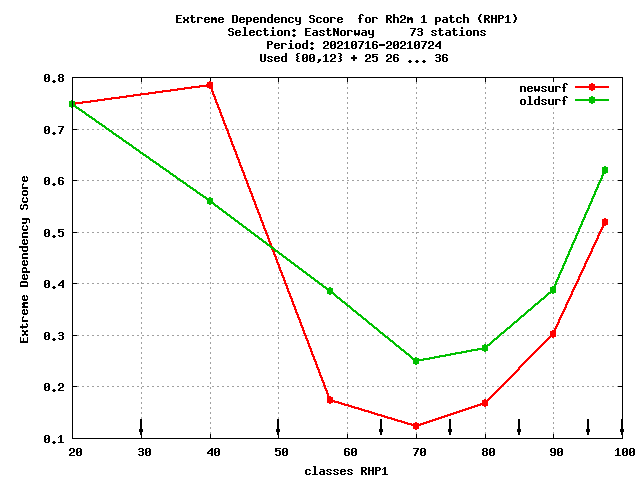 Extreme Dependency Score  for Rh2m 1 patch (RHP1)
Selection: EastNorway     73 stations
Period: 20210716-20210724
Used {00,12} + 25 26 ... 36
newsurf
oldsurf
0.8
0.7
0.6
0.5
0.4
0.3
0.2
0.1
Extreme Dependency Score
20 30 40 50 60 70 80 90 100
classes RHP1